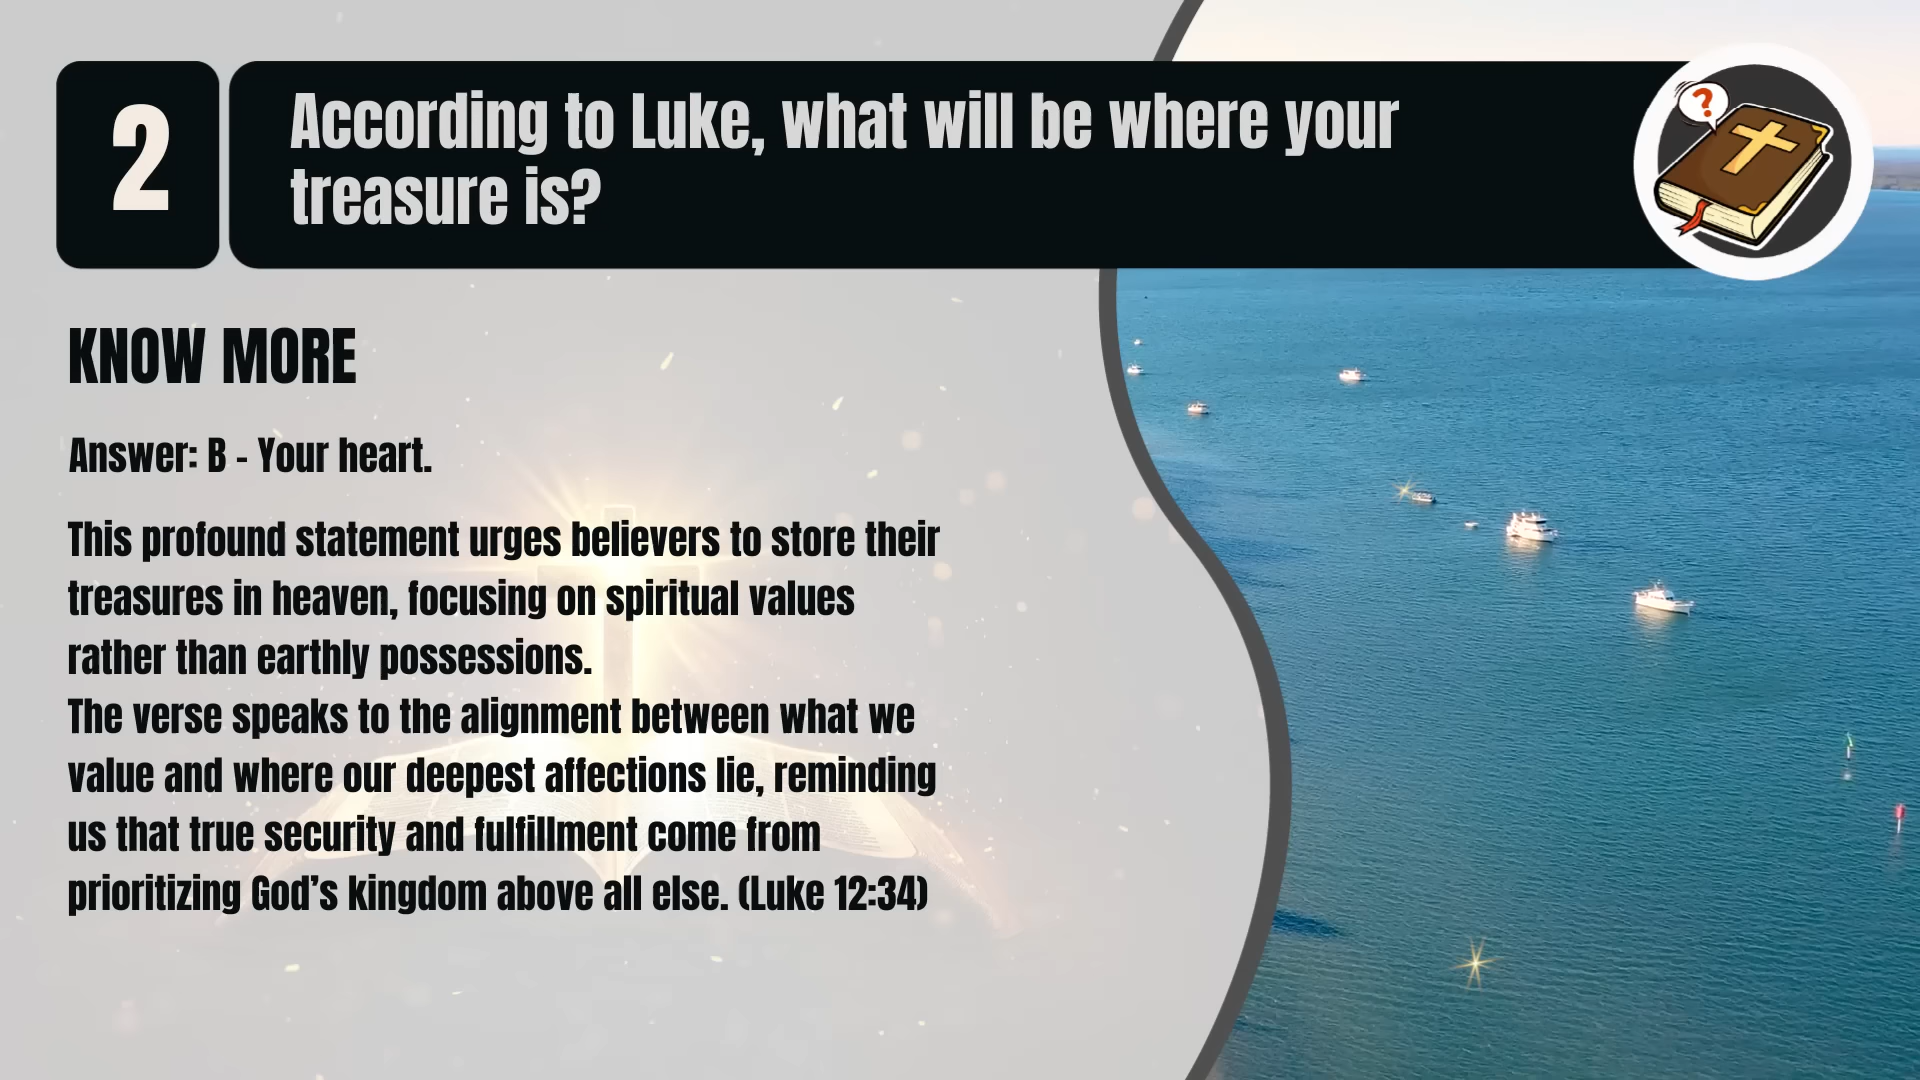 2
According to Luke, what will be where your
treasure is?
?
KNOW MORE
Answer: B - Your heart.
This profound statement urges believers to store their
treasures in heaven, focusing on spiritual values
rather than earthly possessions.
The verse speaks to the alignment between what we
value and where our deepest affections lie, reminding
us that true security and fulfillment come from
prioritizing God’s kingdom above all else. (Luke 12:34)